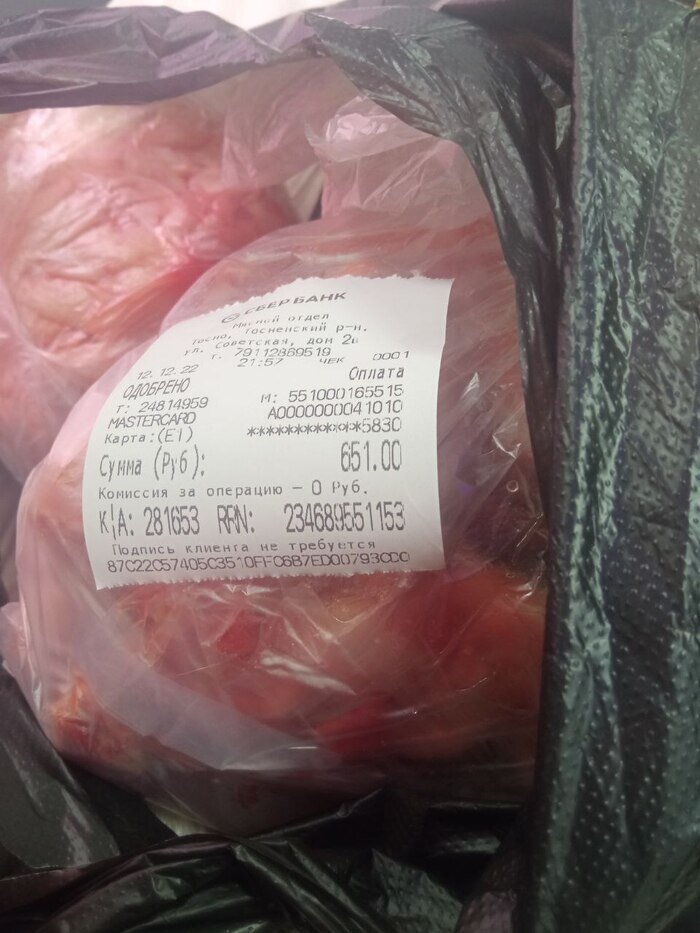 СБЕРБАНК
Мясной отдел
Тосно, Тосненский р-н.
ул. Советская, дом 2в
т. 79112869519
12.12.22 21:57 ЧЕК 0001
ОДОБРЕНО Оплата
Т: 24814959 М: 551000165515
MASTERCARD A0000000041010
Карта:(E1) ************5830
Сумма (Руб): 651.00
Комиссия за операцию – 0 Руб.
К/А: 281653 RRN: 234689551153
Подпись клиента не требуется
87C22C57405C3510FFC6B7ED00793CD0